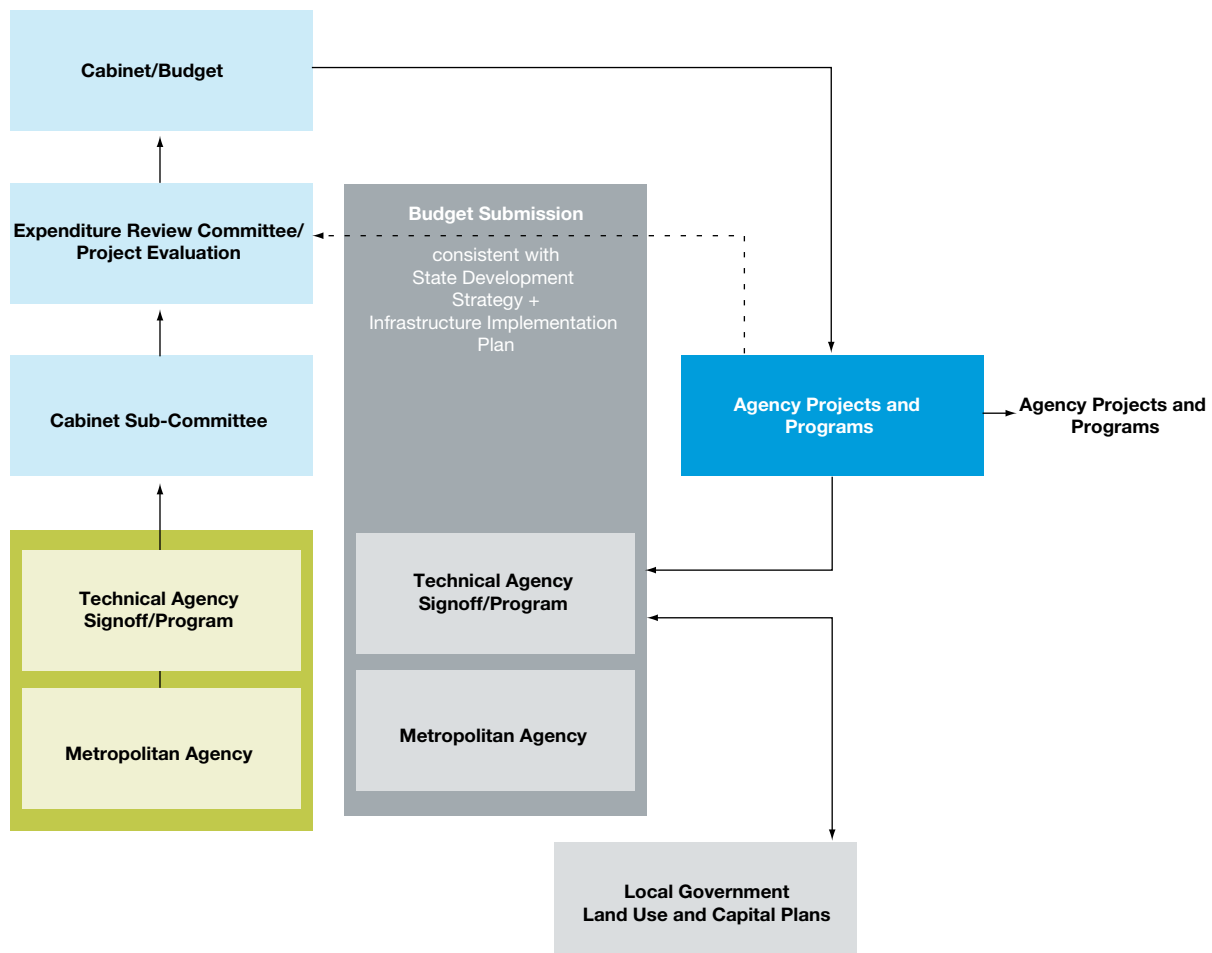 Cabinet/Budget
Expenditure Review Committee/
Project Evaluation
Cabinet Sub-Committee
Technical Agency
Signoff/Program
Metropolitan Agency
Budget Submission
consistent with
State Development
Strategy +
Infrastructure Implementation
Plan
Technical Agency
Signoff/Program
Metropolitan Agency
Agency Projects and
Programs
Agency Projects and
Programs
Local Government
Land Use and Capital Plans